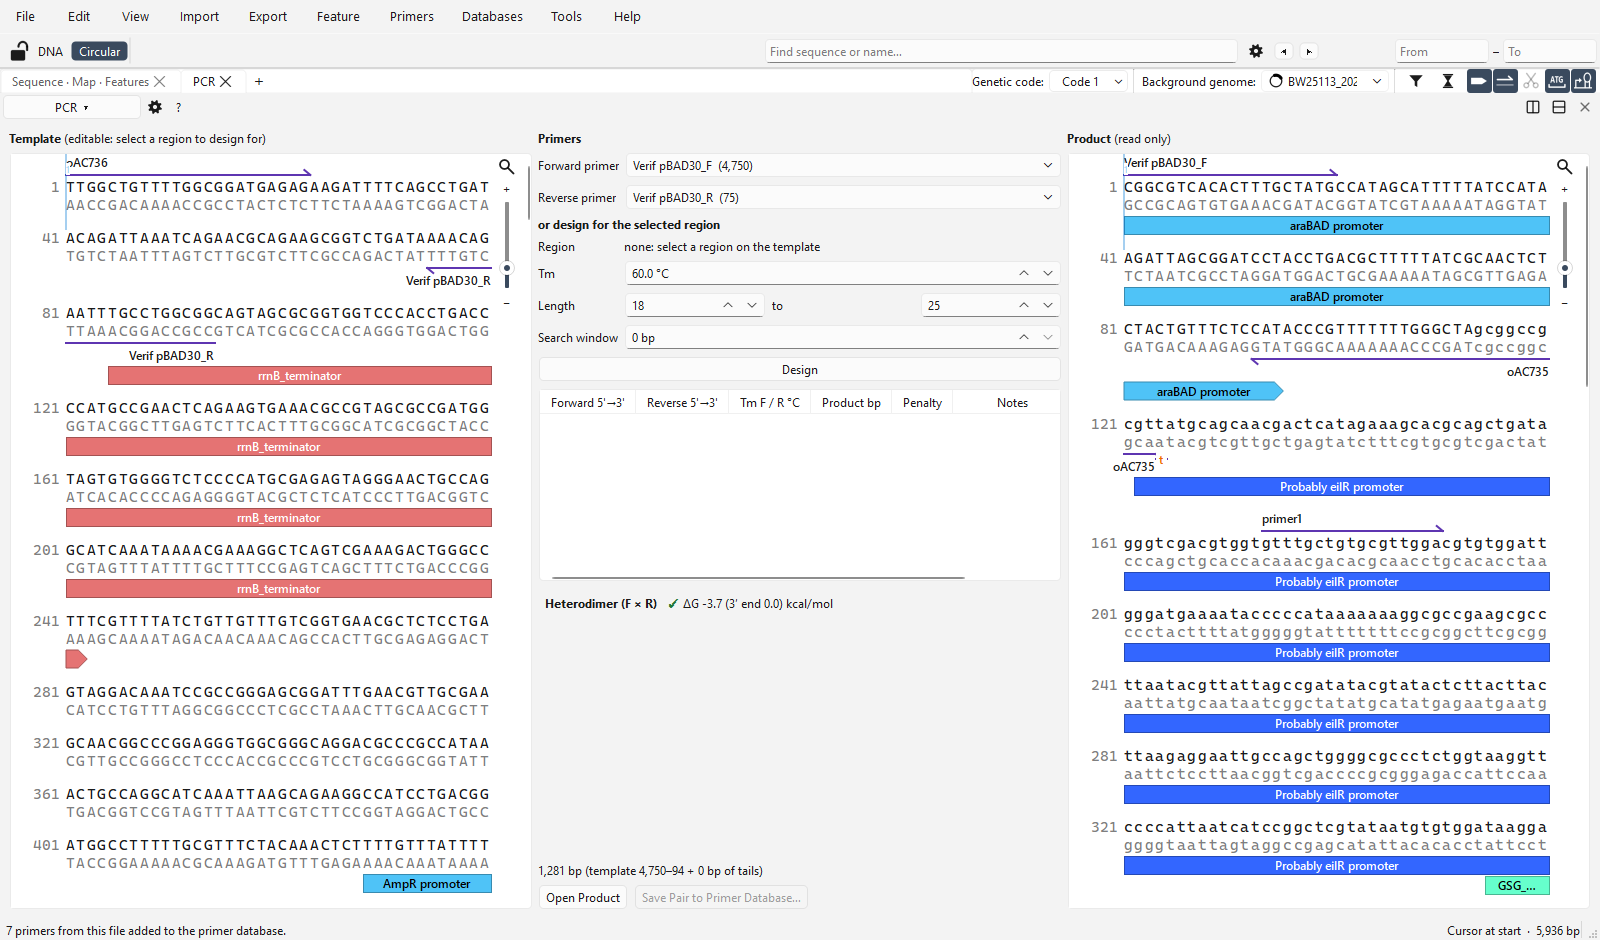 File Edit View Import Export Feature Primers Databases Tools Help
DNA Circular Find sequence or name... From – To
Sequence · Map · Features PCR + Genetic code: Code 1 Background genome: BW25113_202
PCR ?
Template (editable: select a region to design for)
pAC736
1 TTGGCTGTTTTGGCGGATGAGAGAAGATTTTCAGCCTGAT
AACCGACAAAACCGCCTACTCTCTTCTAAAAGTCGGACTA
41 ACAGATTAAATCAGAACGCAGAAGCGGTCTGATAAAACAG
TGTCTAATTTAGTCTTGCGTCTTCGCCAGACTATTTTGTC
Verif pBAD30_R
81 AATTTGCCTGGCGGCAGTAGCGCGGTGGTCCCACCTGACC
TTAAACGGACCGCCGTCATCGCGCCACCAGGGTGGACTGG
Verif pBAD30_R
rrnB_terminator
121 CCATGCCGAACTCAGAAGTGAAACGCCGTAGCGCCGATGG
GGTACGGCTTGAGTCTTCACTTTGCGGCATCGCGGCTACC
rrnB_terminator
161 TAGTGTGGGGTCTCCCCATGCGAGAGTAGGGAACTGCCAG
ATCACACCCCAGAGGGGTACGCTCTCATCCCTTGACGGTC
rrnB_terminator
201 GCATCAAATAAAACGAAAGGCTCAGTCGAAAGACTGGGCC
CGTAGTTTATTTTGCTTTCCGAGTCAGCTTTCTGACCCGG
rrnB_terminator
241 TTTCGTTTTATCTGTTGTTTGTCGGTGAACGCTCTCCTGA
AAAGCAAAATAGACAACAAACAGCCACTTGCGAGAGGACT
281 GTAGGACAAATCCGCCGGGAGCGGATTTGAACGTTGCGAA
CATCCTGTTTAGGCGGCCCTCGCCTAAACTTGCAACGCTT
321 GCAACGGCCCGGAGGGTGGCGGGCAGGACGCCCGCCATAA
CGTTGCCGGGCCTCCCACCGCCCGTCCTGCGGGCGGTATT
361 ACTGCCAGGCATCAAATTAAGCAGAAGGCCATCCTGACGG
TGACGGTCCGTAGTTTAATTCGTCTTCCGGTAGGACTGCC
401 ATGGCCTTTTTGCGTTTCTACAAACTCTTTTGTTTATTTT
TACCGGAAAAACGCAAAGATGTTTGAGAAAACAAATAAAA
AmpR promoter
Primers
Forward primer Verif pBAD30_F (4,750)
Reverse primer Verif pBAD30_R (75)
or design for the selected region
Region none: select a region on the template
Tm 60.0 °C
Length 18 to 25
Search window 0 bp
Design
Forward 5'→3' Reverse 5'→3' Tm F / R °C Product bp Penalty Notes
Heterodimer (F × R) ✓ ΔG -3.7 (3' end 0.0) kcal/mol
1,281 bp (template 4,750–94 + 0 bp of tails)
Open Product Save Pair to Primer Database...
Product (read only)
Verif pBAD30_F
1 CGGCGTCACACTTTGCTATGCCATAGCATTTTTATCCATA
GCCGCAGTGTGAAACGATACGGTATCGTAAAAATAGGTAT
araBAD promoter
41 AGATTAGCGGATCCTACCTGACGCTTTTTATCGCAACTCT
TCTAATCGCCTAGGATGGACTGCGAAAAATAGCGTTGAGA
araBAD promoter
81 CTACTGTTTCTCCATACCCGTTTTTTTGGGCTAGcggccg
GATGACAAAGAGGTATGGGCAAAAAAACCCGATCgccggc
oAC735
araBAD promoter
121 cgttatgcagcaacgactcatagaaagcacgcagctgata
gcaatacgtcgttgctgagtatctttcgtgcgtcgactat
oAC735 t
Probably eilR promoter
primer1
161 gggtcgacgtggtgtttgctgtgcgttggacgtgtggatt
cccagctgcaccacaaacgacacgcaacctgcacacctaa
Probably eilR promoter
201 gggatgaaaatacccccataaaaaaaggcgccgaagcgcc
ccctacttttatgggggtatttttttccgcggcttcgcgg
Probably eilR promoter
241 ttaatacgttattagccgatatacgtatactcttacttac
aattatgcaataatcggctatatgcatatgagaatgaatg
Probably eilR promoter
281 ttaagaggaattgccagctggggcgccctctggtaaggtt
aattctccttaacggtcgaccccgcgggagaccattccaa
Probably eilR promoter
321 ccccattaatcatccggctcgtataatgtgtggataagga
ggggtaattagtaggccgagcatattacacacctattcct
Probably eilR promoter
GSG_...
7 primers from this file added to the primer database. Cursor at start · 5,936 bp